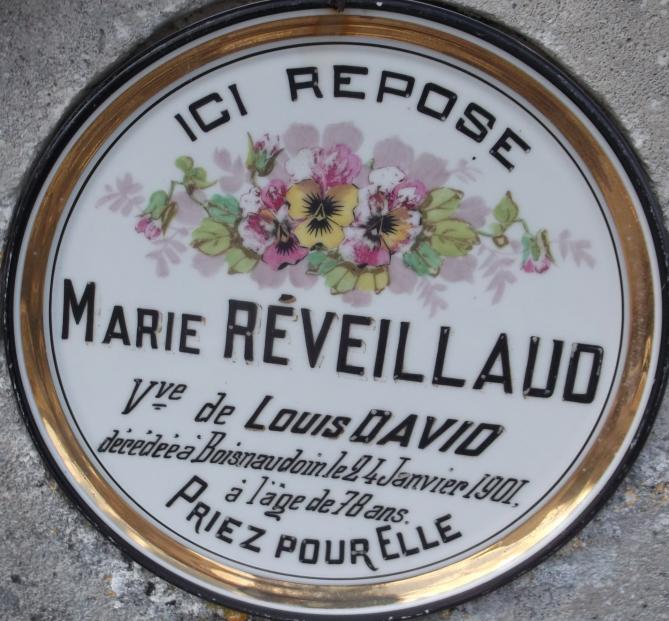 ICI REPOSE
MARIE RÉVEILLAUD
Vve de LOUIS DAVID
décédée à Boisnaudoin le 24 Janvier 1901,
à l'âge de 78 ans.
PRIEZ POUR ELLE